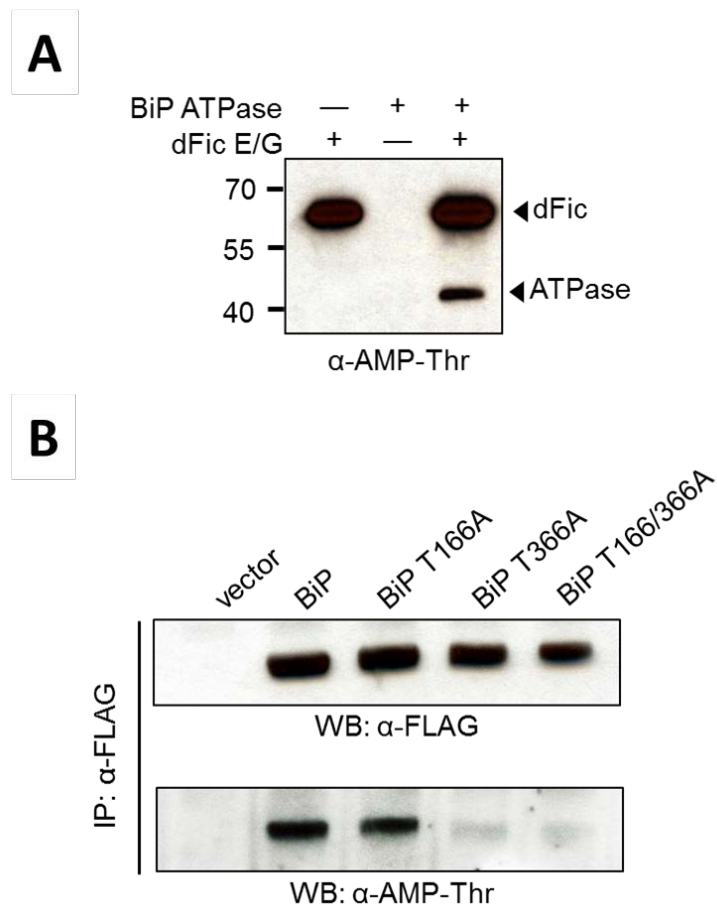 A
BiP ATPase — + +
dFic E/G + — +
70
dFic
55
ATPase
40
α-AMP-Thr
B
vector BiP BiP T166A BiP T366A BiP T166/366A
IP: α-FLAG
WB: α-FLAG
WB: α-AMP-Thr